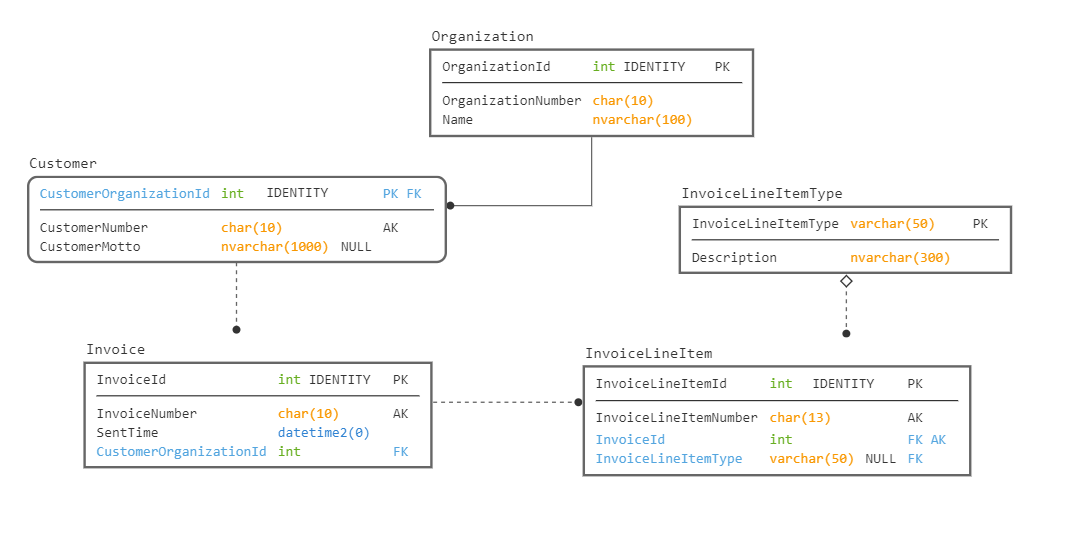 Organization
OrganizationId int IDENTITY PK
OrganizationNumber char(10)
Name nvarchar(100)
Customer
CustomerOrganizationId int IDENTITY PK FK
CustomerNumber char(10) AK
CustomerMotto nvarchar(1000) NULL
InvoiceLineItemType
InvoiceLineItemType varchar(50) PK
Description nvarchar(300)
Invoice
InvoiceId int IDENTITY PK
InvoiceNumber char(10) AK
SentTime datetime2(0)
CustomerOrganizationId int FK
InvoiceLineItem
InvoiceLineItemId int IDENTITY PK
InvoiceLineItemNumber char(13) AK
InvoiceId int FK AK
InvoiceLineItemType varchar(50) NULL FK